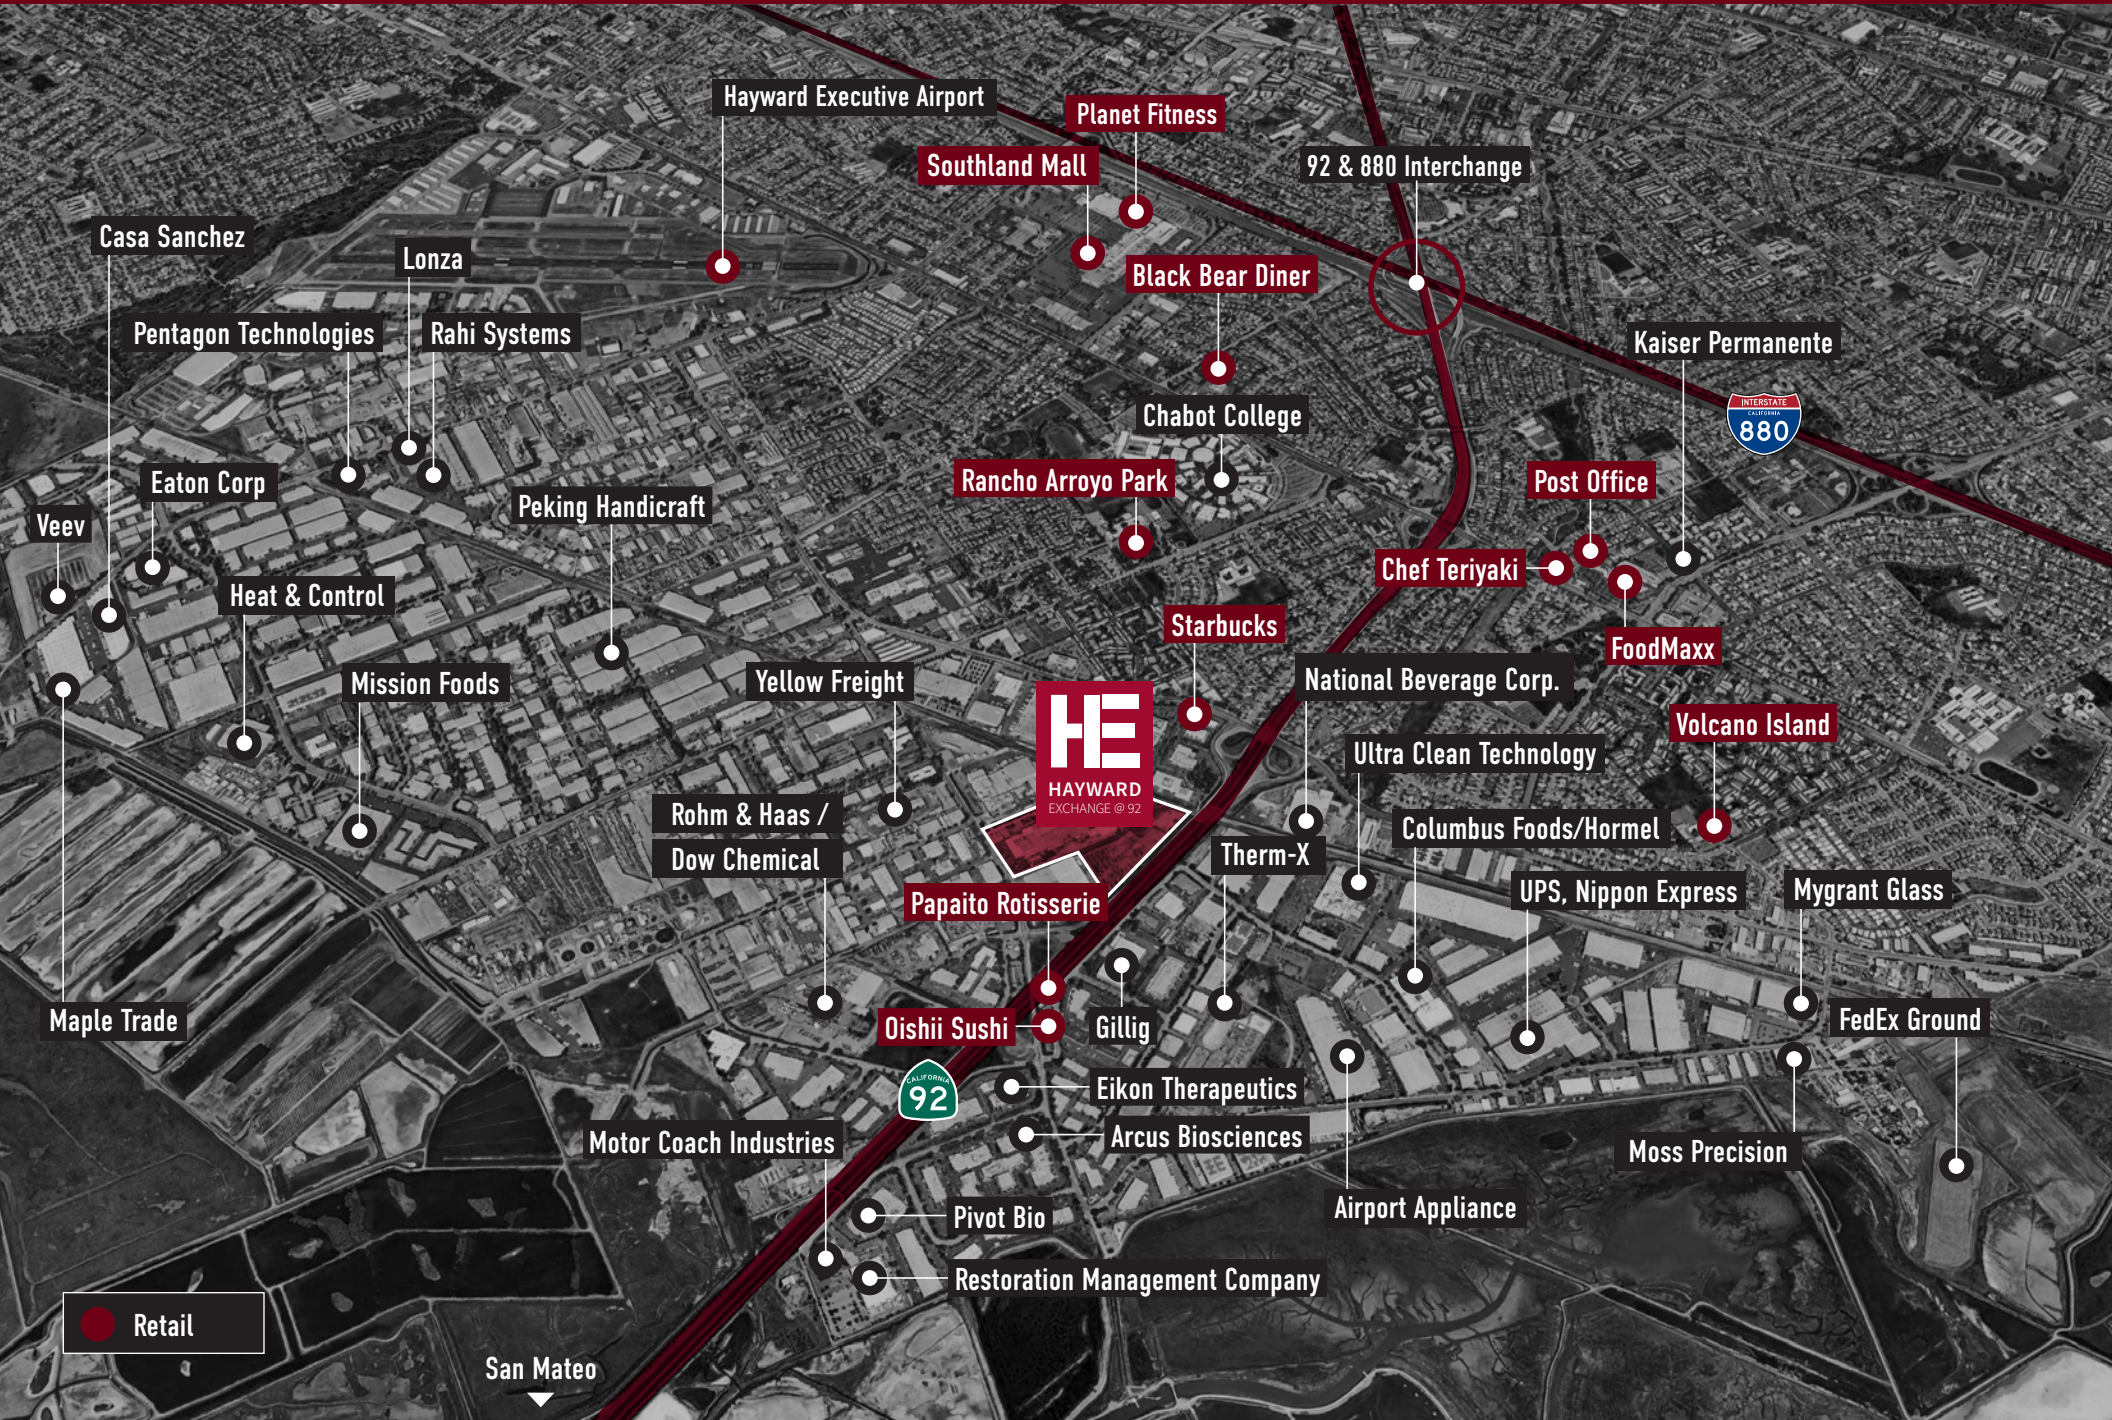 Hayward Executive Airport
Planet Fitness
Southland Mall
92 & 880 Interchange
Casa Sanchez
Lonza
Black Bear Diner
Pentagon Technologies
Rahi Systems
Kaiser Permanente
INTERSTATE
CALIFORNIA
880
Chabot College
Eaton Corp
Rancho Arroyo Park
Post Office
Peking Handicraft
Veev
Chef Teriyaki
Heat & Control
Starbucks
FoodMaxx
Mission Foods
Yellow Freight
National Beverage Corp.
HE
HAYWARD
EXCHANGE @ 92
Volcano Island
Ultra Clean Technology
Rohm & Haas /
Dow Chemical
Columbus Foods/Hormel
Therm-X
UPS, Nippon Express
Mygrant Glass
Papaito Rotisserie
Maple Trade
Oishii Sushi
Gillig
FedEx Ground
CALIFORNIA
92
Eikon Therapeutics
Motor Coach Industries
Arcus Biosciences
Moss Precision
Airport Appliance
Pivot Bio
Restoration Management Company
Retail
San Mateo